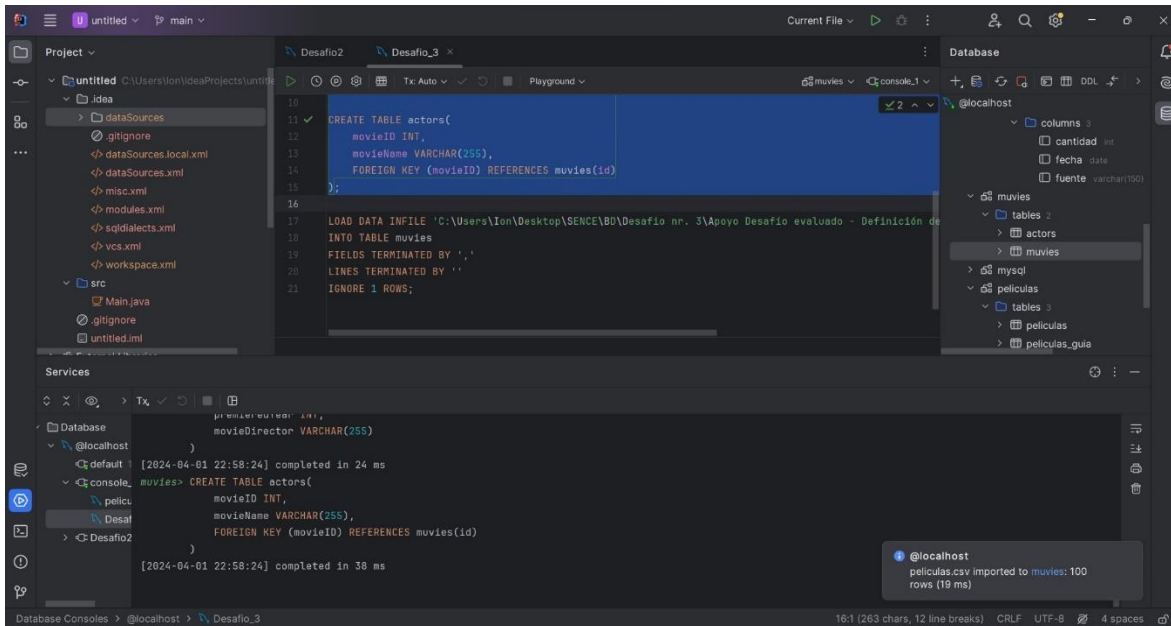 U untitled main Current File
Project
untitled C:\Users\Ion\IdeaProjects\untitle
.idea
dataSources
.gitignore
dataSources.local.xml
dataSources.xml
misc.xml
modules.xml
sqldialects.xml
vcs.xml
workspace.xml
src
Main.java
.gitignore
untitled.iml
Desafio2 Desafio_3
Tx: Auto Playground muvies console_1
10
11 CREATE TABLE actors(
12 movieID INT,
13 movieName VARCHAR(255),
14 FOREIGN KEY (movieID) REFERENCES muvies(id)
15 );
16
17 LOAD DATA INFILE 'C:\Users\Ion\Desktop\SENCE\BD\Desafio nr. 3\Apoyo Desafío evaluado - Definición de
18 INTO TABLE muvies
19 FIELDS TERMINATED BY ','
20 LINES TERMINATED BY ''
21 IGNORE 1 ROWS;
2
Database
DDL
@localhost
columns 3
cantidad int
fecha date
fuente varchar(150)
muvies
tables 2
actors
muvies
mysql
peliculas
tables 3
peliculas
peliculas_guia
Services
Tx
Database
@localhost
default
console_
pelicu
Desaf
Desafio2
premieredYear INT,
movieDirector VARCHAR(255)
)
[2024-04-01 22:58:24] completed in 24 ms
muvies> CREATE TABLE actors(
movieID INT,
movieName VARCHAR(255),
FOREIGN KEY (movieID) REFERENCES muvies(id)
)
[2024-04-01 22:58:24] completed in 38 ms
@localhost
peliculas.csv imported to muvies: 100
rows (19 ms)
Database Consoles > @localhost > Desafio_3 16:1 (263 chars, 12 line breaks) CRLF UTF-8 4 spaces